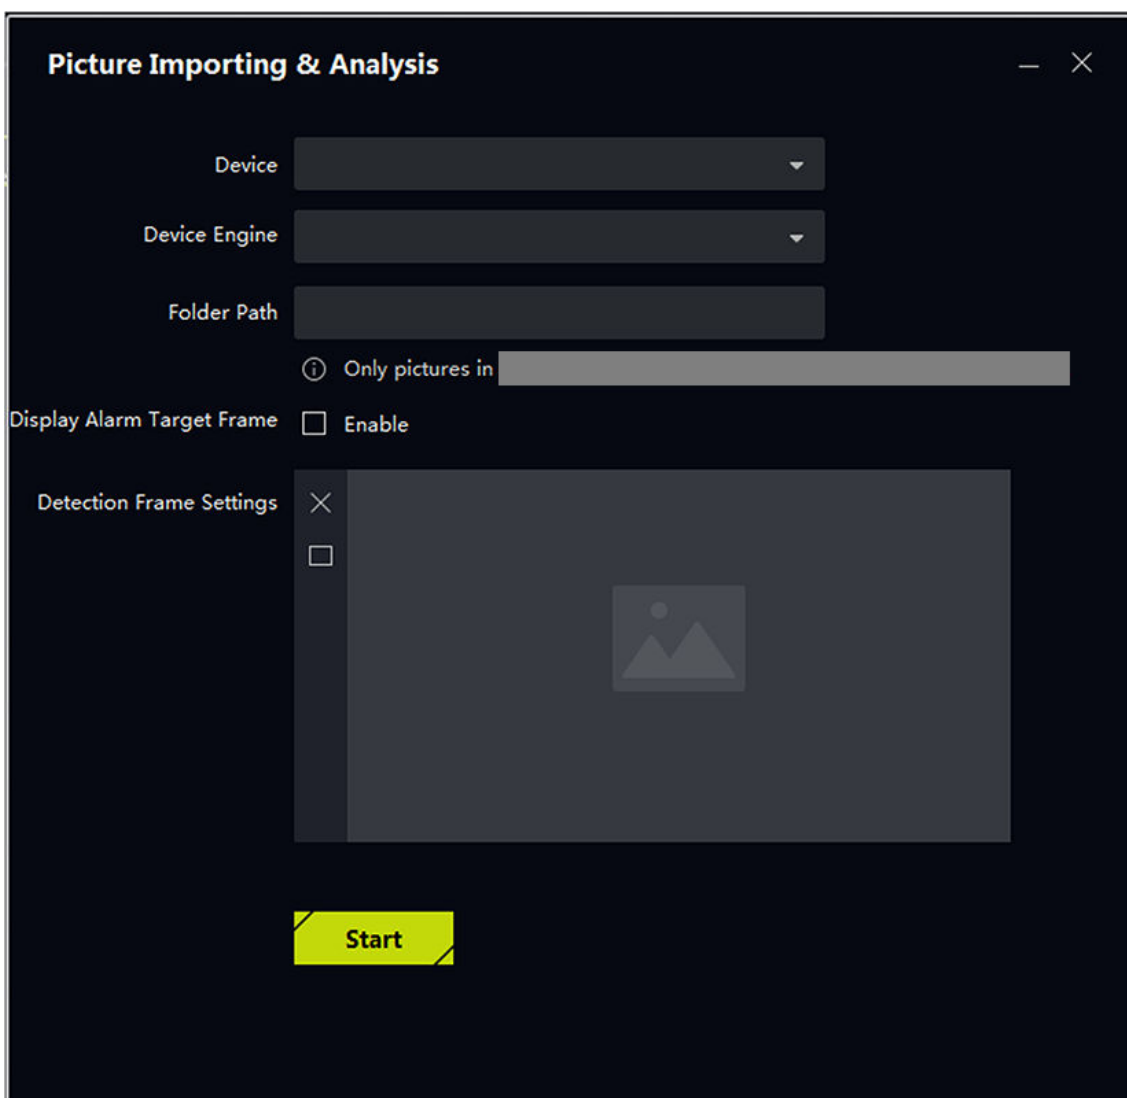 Picture Importing & Analysis
Device
Device Engine
Folder Path
Only pictures in
Display Alarm Target Frame
Enable
Detection Frame Settings
Start